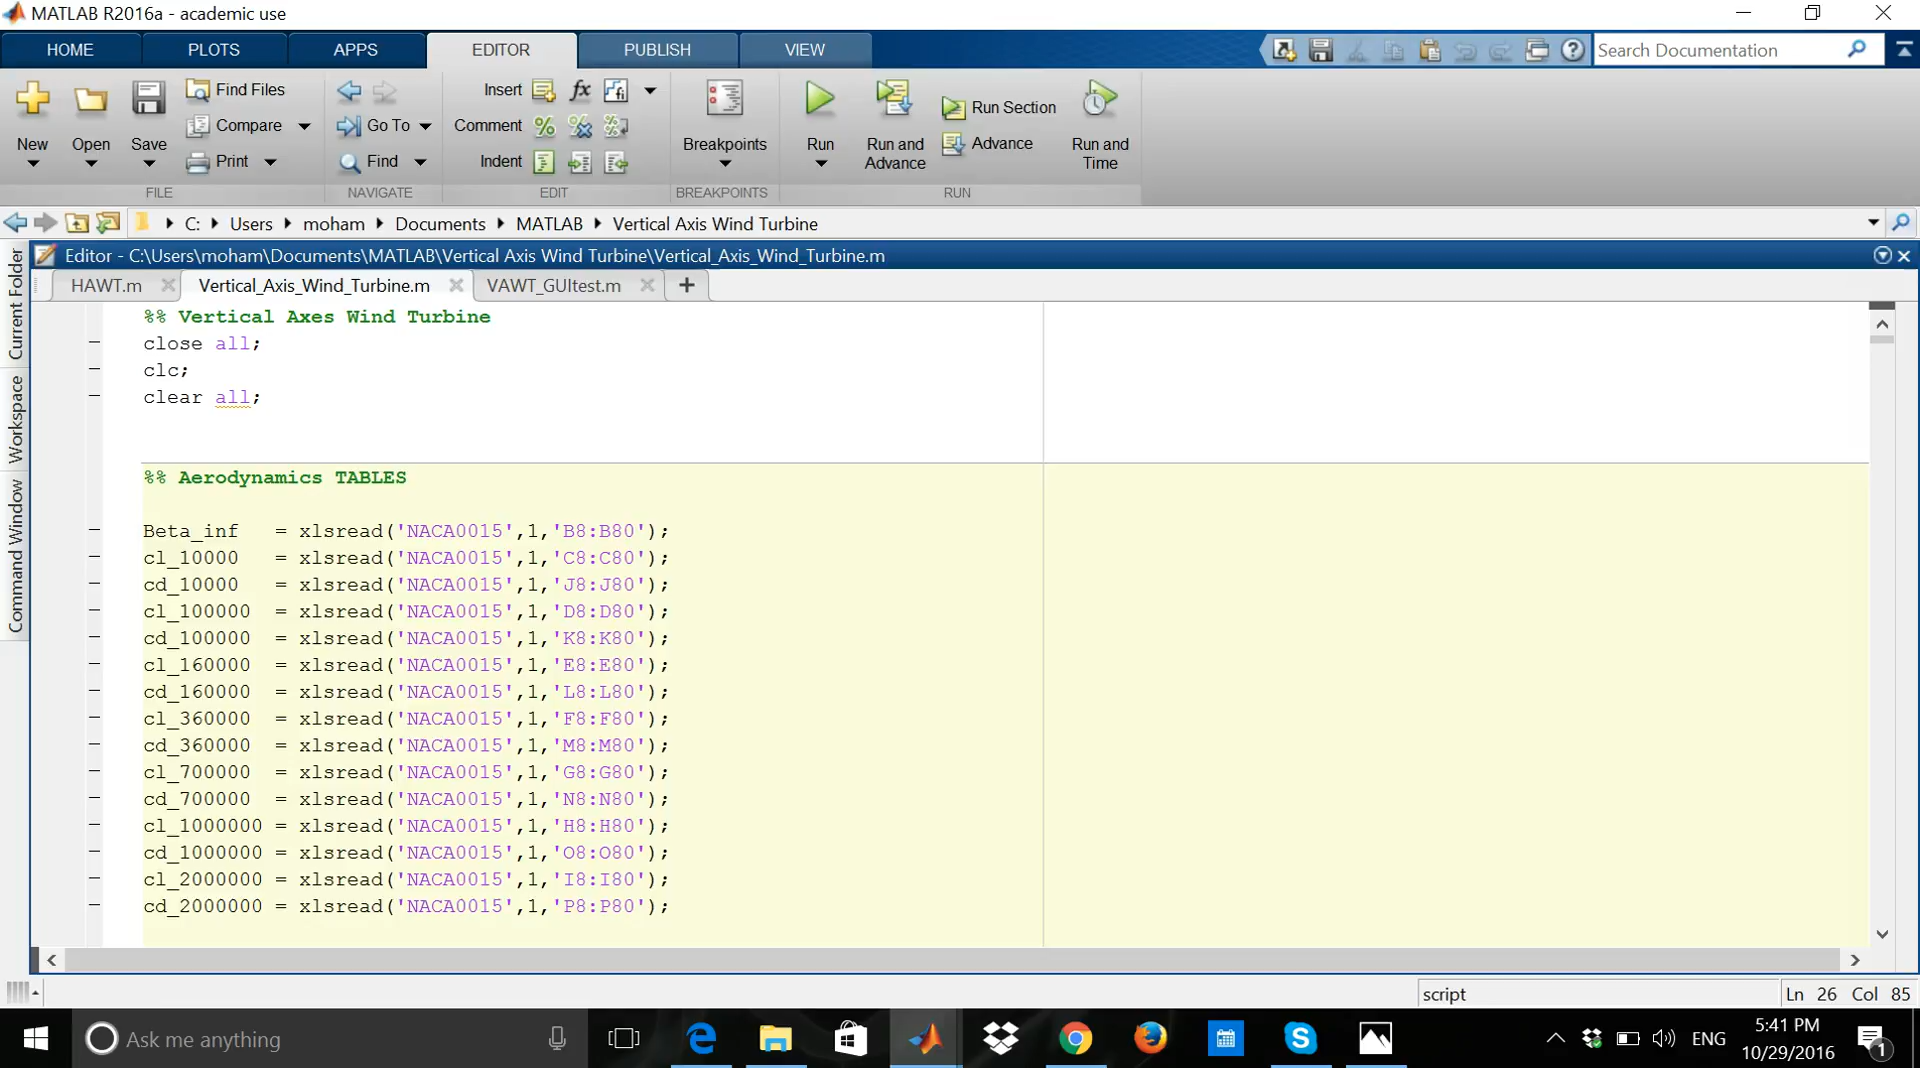 MATLAB R2016a - academic use
HOME PLOTS APPS EDITOR PUBLISH VIEW Search Documentation
New Open Save
Find Files
Compare
Print
FILE
Go To
Find
NAVIGATE
Insert fx
Comment
Indent
EDIT
Breakpoints
BREAKPOINTS
Run
Run and Advance
Run Section
Advance
Run and Time
RUN
C: Users moham Documents MATLAB Vertical Axis Wind Turbine
Current Folder
Workspace
Command Window
Editor - C:\Users\moham\Documents\MATLAB\Vertical Axis Wind Turbine\Vertical_Axis_Wind_Turbine.m
HAWT.m Vertical_Axis_Wind_Turbine.m VAWT_GUItest.m +
%% Vertical Axes Wind Turbine
close all;
clc;
clear all;
%% Aerodynamics TABLES
Beta_inf   = xlsread('NACA0015',1,'B8:B80');
cl_10000   = xlsread('NACA0015',1,'C8:C80');
cd_10000   = xlsread('NACA0015',1,'J8:J80');
cl_100000  = xlsread('NACA0015',1,'D8:D80');
cd_100000  = xlsread('NACA0015',1,'K8:K80');
cl_160000  = xlsread('NACA0015',1,'E8:E80');
cd_160000  = xlsread('NACA0015',1,'L8:L80');
cl_360000  = xlsread('NACA0015',1,'F8:F80');
cd_360000  = xlsread('NACA0015',1,'M8:M80');
cl_700000  = xlsread('NACA0015',1,'G8:G80');
cd_700000  = xlsread('NACA0015',1,'N8:N80');
cl_1000000 = xlsread('NACA0015',1,'H8:H80');
cd_1000000 = xlsread('NACA0015',1,'O8:O80');
cl_2000000 = xlsread('NACA0015',1,'I8:I80');
cd_2000000 = xlsread('NACA0015',1,'P8:P80');
script Ln 26 Col 85
Ask me anything
ENG
5:41 PM
10/29/2016
1